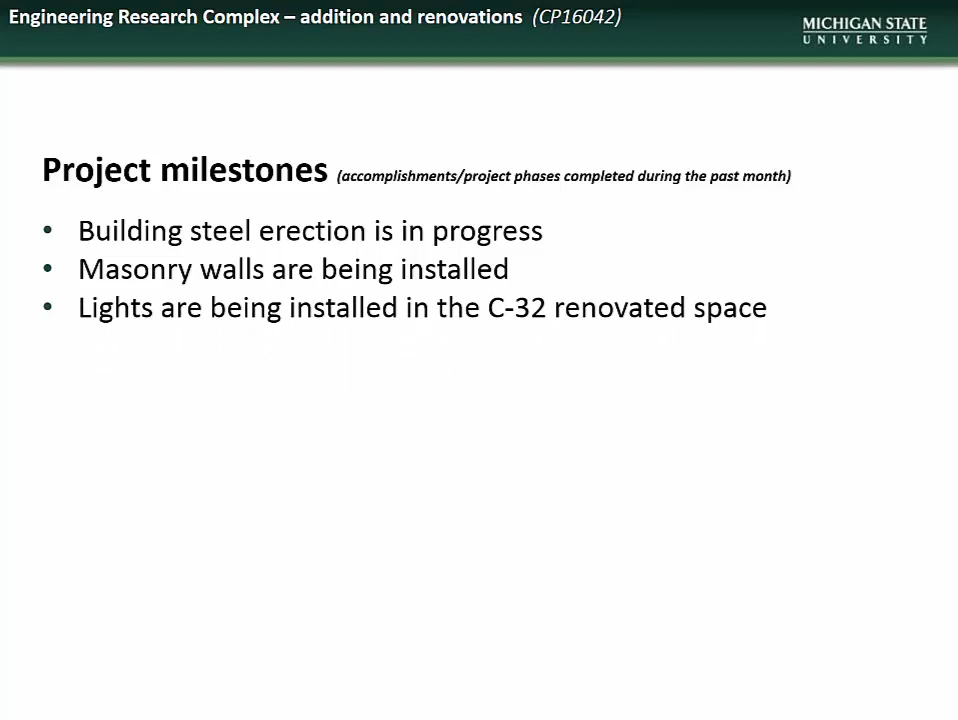 Engineering Research Complex – addition and renovations (CP16042)
MICHIGAN STATE
UNIVERSITY
Project milestones (accomplishments/project phases completed during the past month)
• Building steel erection is in progress
• Masonry walls are being installed
• Lights are being installed in the C-32 renovated space